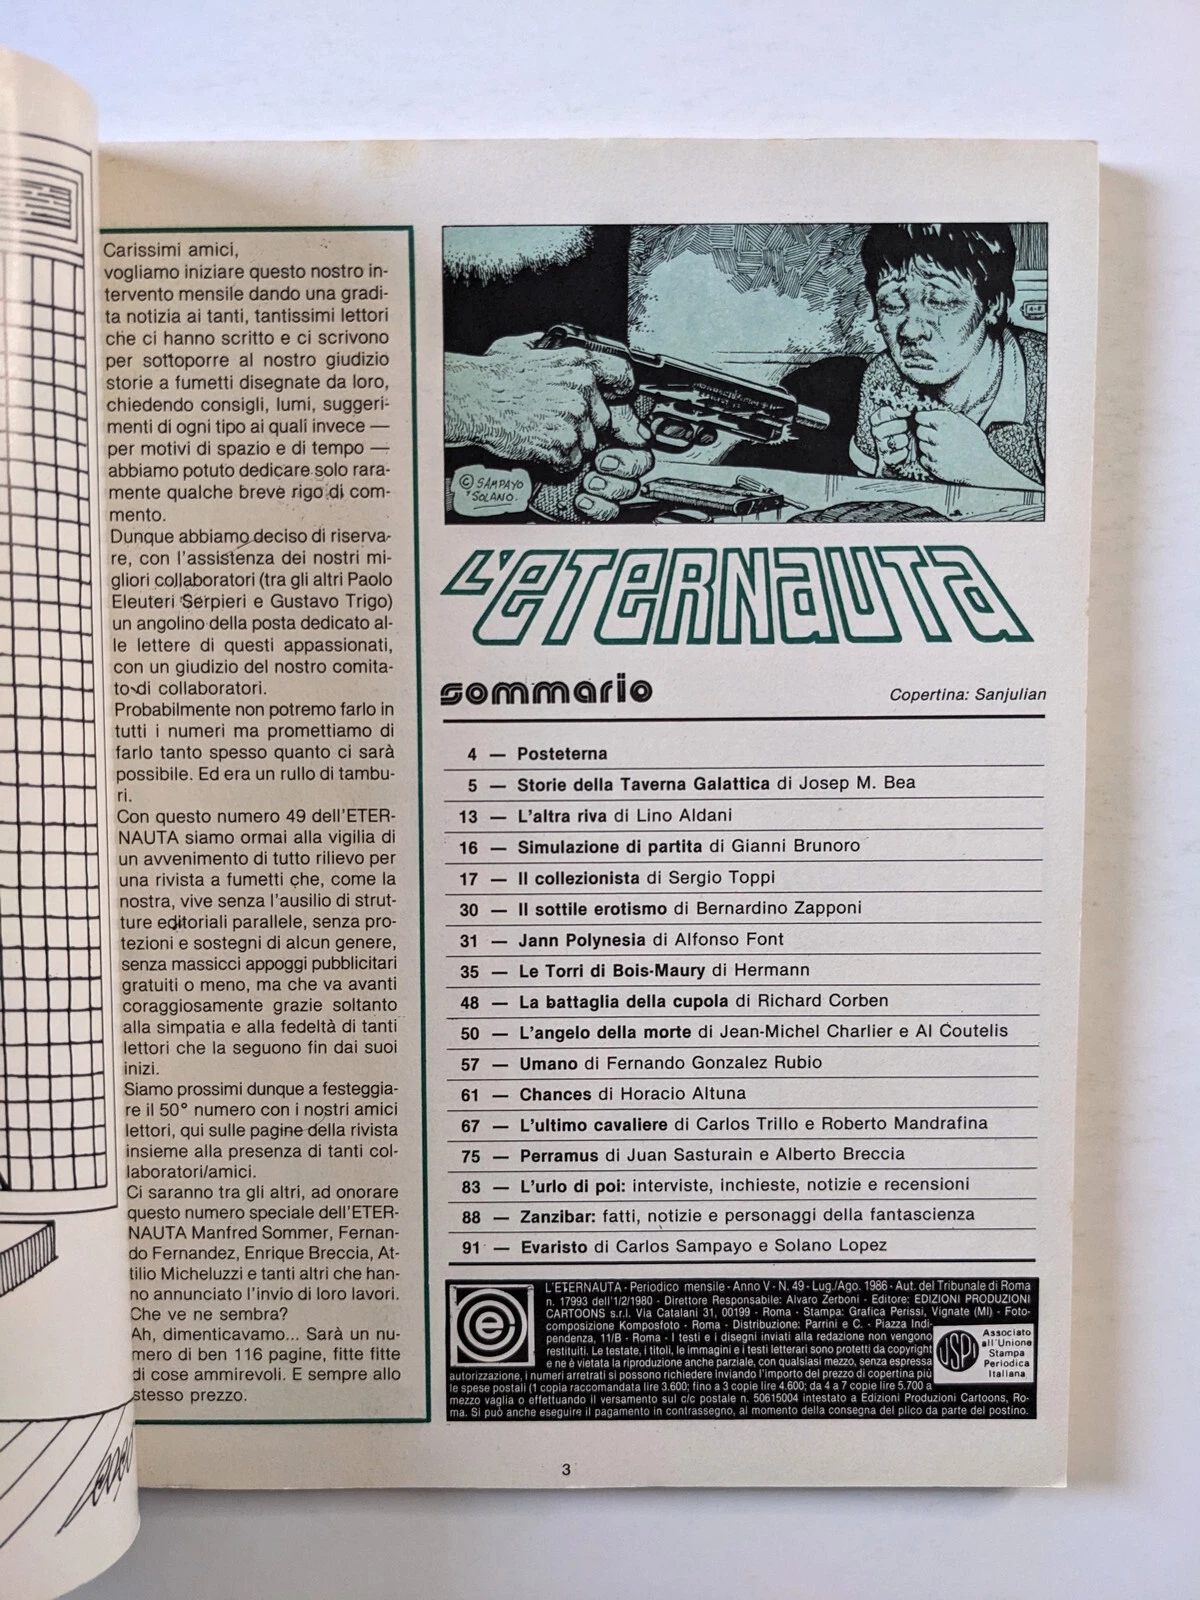 Carissimi amici,
vogliamo iniziare questo nostro in-
tervento mensile dando una gradi-
ta notizia ai tanti, tantissimi lettori
che ci hanno scritto e ci scrivono
per sottoporre al nostro giudizio
storie a fumetti disegnate da loro,
chiedendo consigli, lumi, suggeri-
menti di ogni tipo ai quali invece —
per motivi di spazio e di tempo —
abbiamo potuto dedicare solo rara-
mente qualche breve rigo di com-
mento.
Dunque abbiamo deciso di riserva-
re, con l'assistenza dei nostri mi-
gliori collaboratori (tra gli altri Paolo
Eleuteri Serpieri e Gustavo Trigo)
un angolino della posta dedicato al-
le lettere di questi appassionati,
con un giudizio del nostro comita-
to di collaboratori.
Probabilmente non potremo farlo in
tutti i numeri ma promettiamo di
farlo tanto spesso quanto ci sarà
possibile. Ed era un rullo di tambu-
ri.
Con questo numero 49 dell'ETER-
NAUTA siamo ormai alla vigilia di
un avvenimento di tutto rilievo per
una rivista a fumetti che, come la
nostra, vive senza l'ausilio di strut-
ture editoriali parallele, senza pro-
tezioni e sostegni di alcun genere,
senza massicci appoggi pubblicitari
gratuiti o meno, ma che va avanti
coraggiosamente grazie soltanto
alla simpatia e alla fedeltà di tanti
lettori che la seguono fin dai suoi
inizi.
Siamo prossimi dunque a festeggia-
re il 50° numero con i nostri amici
lettori, qui sulle pagine della rivista
insieme alla presenza di tanti col-
laboratori/amici.
Ci saranno tra gli altri, ad onorare
questo numero speciale dell'ETER-
NAUTA Manfred Sommer, Fernan-
do Fernandez, Enrique Breccia, At-
tilio Micheluzzi e tanti altri che han-
no annunciato l'invio di loro lavori.
Che ve ne sembra?
Ah, dimenticavamo... Sarà un nu-
mero di ben 116 pagine, fitte fitte
di cose ammirevoli. E sempre allo
stesso prezzo.
© SAMPAYO
SOLANO.
L'ETERNAUTA
sommario
Copertina: Sanjulian
4 — Posteterna
5 — Storie della Taverna Galattica di Josep M. Bea
13 — L'altra riva di Lino Aldani
16 — Simulazione di partita di Gianni Brunoro
17 — Il collezionista di Sergio Toppi
30 — Il sottile erotismo di Bernardino Zapponi
31 — Jann Polynesia di Alfonso Font
35 — Le Torri di Bois-Maury di Hermann
48 — La battaglia della cupola di Richard Corben
50 — L'angelo della morte di Jean-Michel Charlier e Al Coutelis
57 — Umano di Fernando Gonzalez Rubio
61 — Chances di Horacio Altuna
67 — L'ultimo cavaliere di Carlos Trillo e Roberto Mandrafina
75 — Perramus di Juan Sasturain e Alberto Breccia
83 — L'urlo di poi: interviste, inchieste, notizie e recensioni
88 — Zanzibar: fatti, notizie e personaggi della fantascienza
91 — Evaristo di Carlos Sampayo e Solano Lopez
L'ETERNAUTA - Periodico mensile - Anno V - N. 49 - Lug./Ago. 1986 - Aut. del Tribunale di Roma
n. 17993 dell'1/2/1980 - Direttore Responsabile: Alvaro Zerboni - Editore: EDIZIONI PRODUZIONI
CARTOONS s.r.l. Via Catalani 31, 00199 - Roma - Stampa: Grafica Perissi, Vignate (MI) - Foto-
composizione Komposfoto - Roma - Distribuzione: Parrini e C. - Piazza Indi-
pendenza, 11/B - Roma - I testi e i disegni inviati alla redazione non vengono
restituiti. Le testate, i titoli, le immagini e i testi letterari sono protetti da copyright
e ne è vietata la riproduzione anche parziale, con qualsiasi mezzo, senza espressa
autorizzazione, i numeri arretrati si possono richiedere inviando l'importo del prezzo di copertina più
le spese postali (1 copia raccomandata lire 3.600; fino a 3 copie lire 4.600; da 4 a 7 copie lire 5.700 a
mezzo vaglia o effettuando il versamento sul c/c postale n. 50615004 intestato a Edizioni Produzioni Cartoons, Ro-
ma. Si può anche eseguire il pagamento in contrassegno, al momento della consegna del plico da parte del postino.
e
USPI
Associato
all'Unione
Stampa
Periodica
Italiana
3